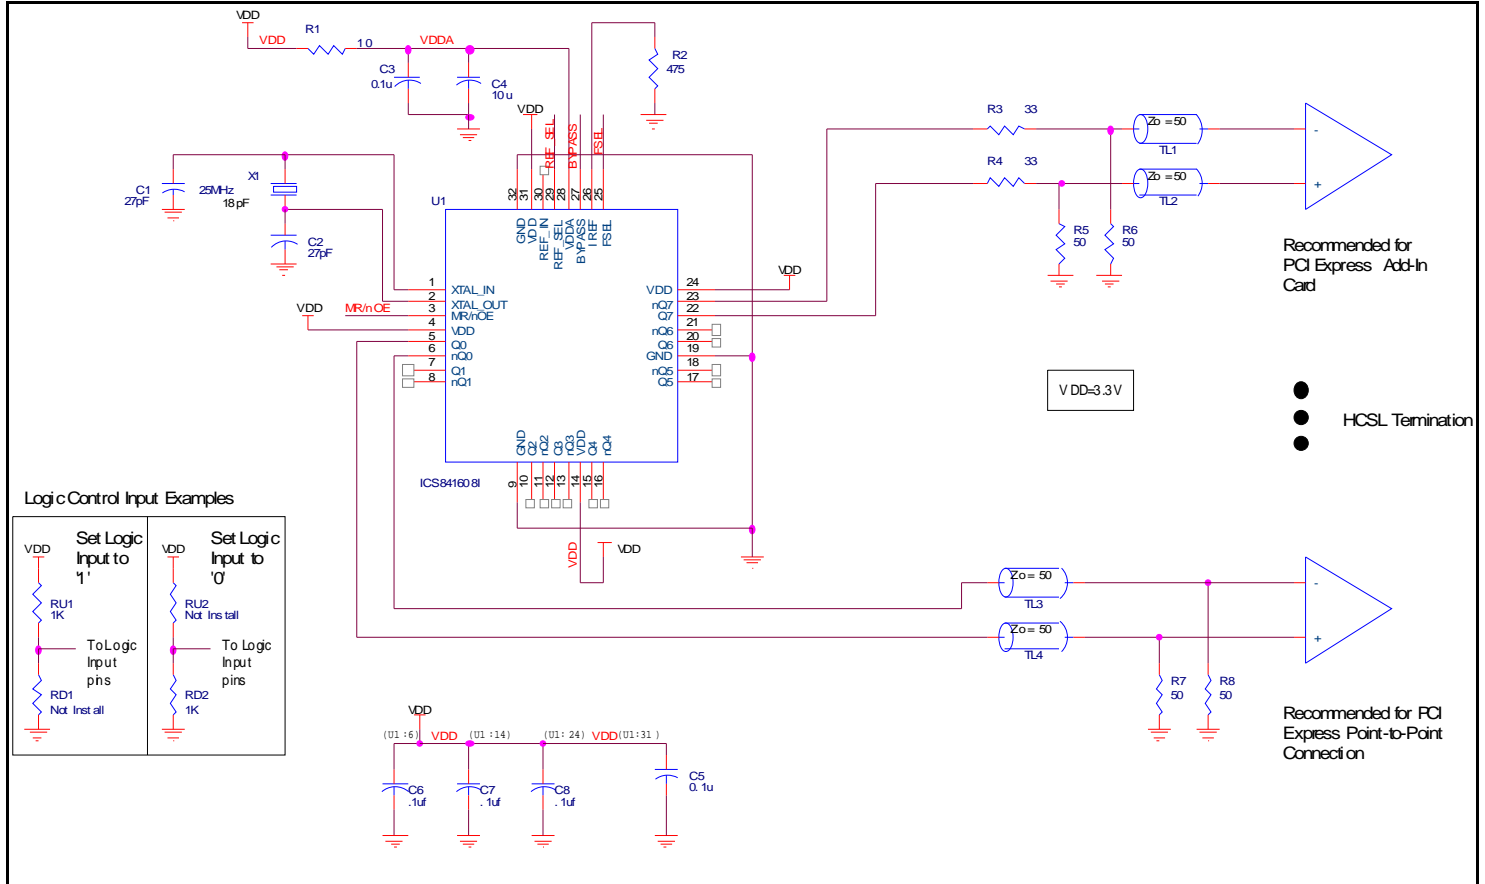 VDD
VDD
R1
10
VDDA
C3
0.1u
C4
10u
R2
475
VDD
REF_SEL
BYPASS
FSEL
R3 33
R4 33
Zo = 50
TL1
Zo = 50
TL2
-
+
R5
50
R6
50
Recommended for
PCI Express Add-In
Card
C1
27pF
X1
25MHz
18pF
C2
27pF
U1
32
31
30
29
28
27
26
25
GND
VDD
REF_IN
REF_SEL
VDDA
BYPASS
IREF
FSEL
VDD
MR/nOE
1
2
3
4
5
6
7
8
XTAL_IN
XTAL_OUT
MR/nOE
VDD
Q0
nQ0
Q1
nQ1
VDD
nQ7
Q7
nQ6
Q6
GND
nQ5
Q5
24
23
22
21
20
19
18
17
VDD
GND
Q2
nQ2
Q3
nQ3
VDD
Q4
nQ4
9
10
11
12
13
14
15
16
ICS841608I
VDD
VDD
VDD=3.3V
HCSL Termination
Logic Control Input Examples
VDD
Set Logic
Input to
'1'
RU1
1K
To Logic
Input
pins
RD1
Not Install
VDD
Set Logic
Input to
'0'
RU2
Not Install
To Logic
Input
pins
RD2
1K
Zo = 50
TL3
Zo = 50
TL4
-
+
R7
50
R8
50
Recommended for PCI
Express Point-to-Point
Connection
VDD
(U1:6) VDD (U1:14) (U1:24) VDD (U1:31)
C6
.1uf
C7
.1uf
C8
.1uf
C5
0.1u